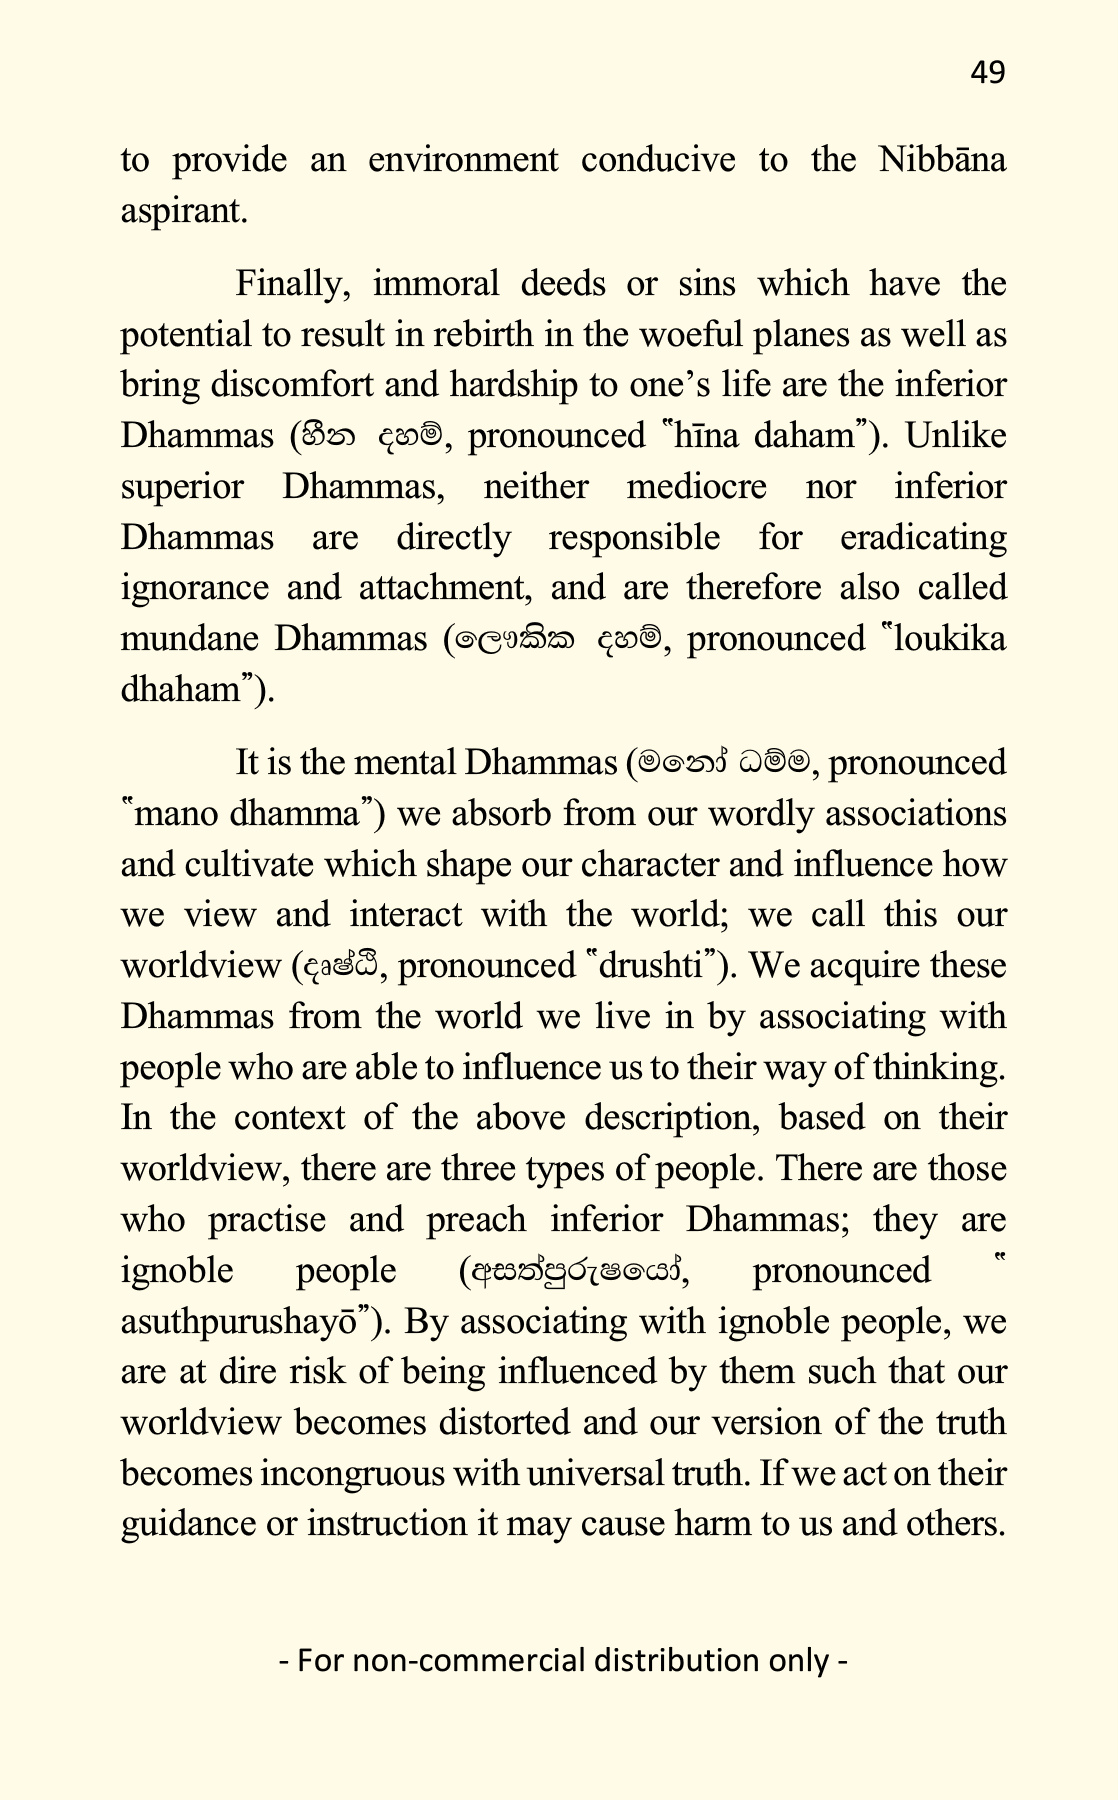 49
to provide an environment conducive to the Nibbāna
aspirant.
Finally, immoral deeds or sins which have the
potential to result in rebirth in the woeful planes as well as
bring discomfort and hardship to one’s life are the inferior
Dhammas (හීන දහම්, pronounced “hīna daham”). Unlike
superior Dhammas, neither mediocre nor inferior
Dhammas are directly responsible for eradicating
ignorance and attachment, and are therefore also called
mundane Dhammas (ලෞකික දහම්, pronounced “loukika
dhaham”).
It is the mental Dhammas (මනෝ ධම්ම, pronounced
“mano dhamma”) we absorb from our wordly associations
and cultivate which shape our character and influence how
we view and interact with the world; we call this our
worldview (දෘෂ්ඨි, pronounced “drushti”). We acquire these
Dhammas from the world we live in by associating with
people who are able to influence us to their way of thinking.
In the context of the above description, based on their
worldview, there are three types of people. There are those
who practise and preach inferior Dhammas; they are
ignoble people (අසත්පුරුෂයෝ, pronounced “
asuthpurushayō”). By associating with ignoble people, we
are at dire risk of being influenced by them such that our
worldview becomes distorted and our version of the truth
becomes incongruous with universal truth. If we act on their
guidance or instruction it may cause harm to us and others.
- For non-commercial distribution only -